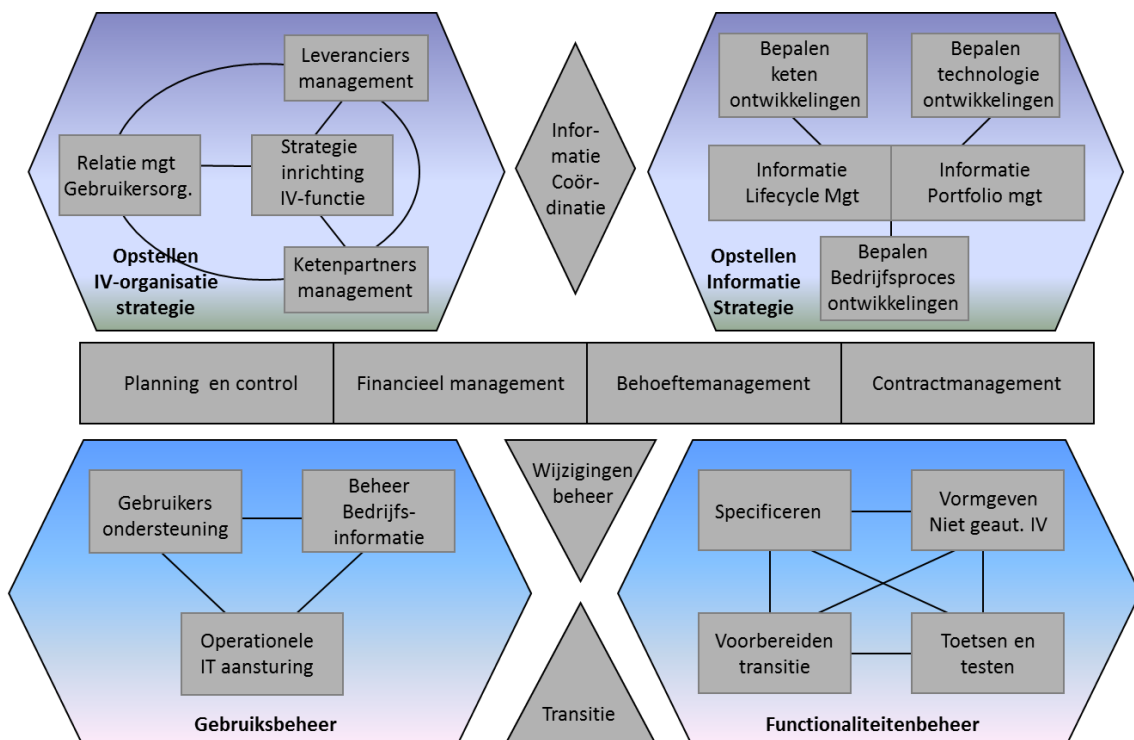 Leveranciers
management
Relatie mgt
Gebruikersorg.
Strategie
inrichting
IV-functie
Ketenpartners
management
Opstellen
IV-organisatie
strategie
Infor-
matie
Coör-
dinatie
Bepalen
keten
ontwikkelingen
Bepalen
technologie
ontwikkelingen
Informatie
Lifecycle Mgt
Informatie
Portfolio mgt
Bepalen
Bedrijfsproces
ontwikkelingen
Opstellen
Informatie
Strategie
Planning en control
Financieel management
Behoeftemanagement
Contractmanagement
Gebruikers
ondersteuning
Beheer
Bedrijfs-
informatie
Operationele
IT aansturing
Gebruiksbeheer
Wijzigingen
beheer
Transitie
Specificeren
Vormgeven
Niet geaut. IV
Voorbereiden
transitie
Toetsen en
testen
Functionaliteitenbeheer